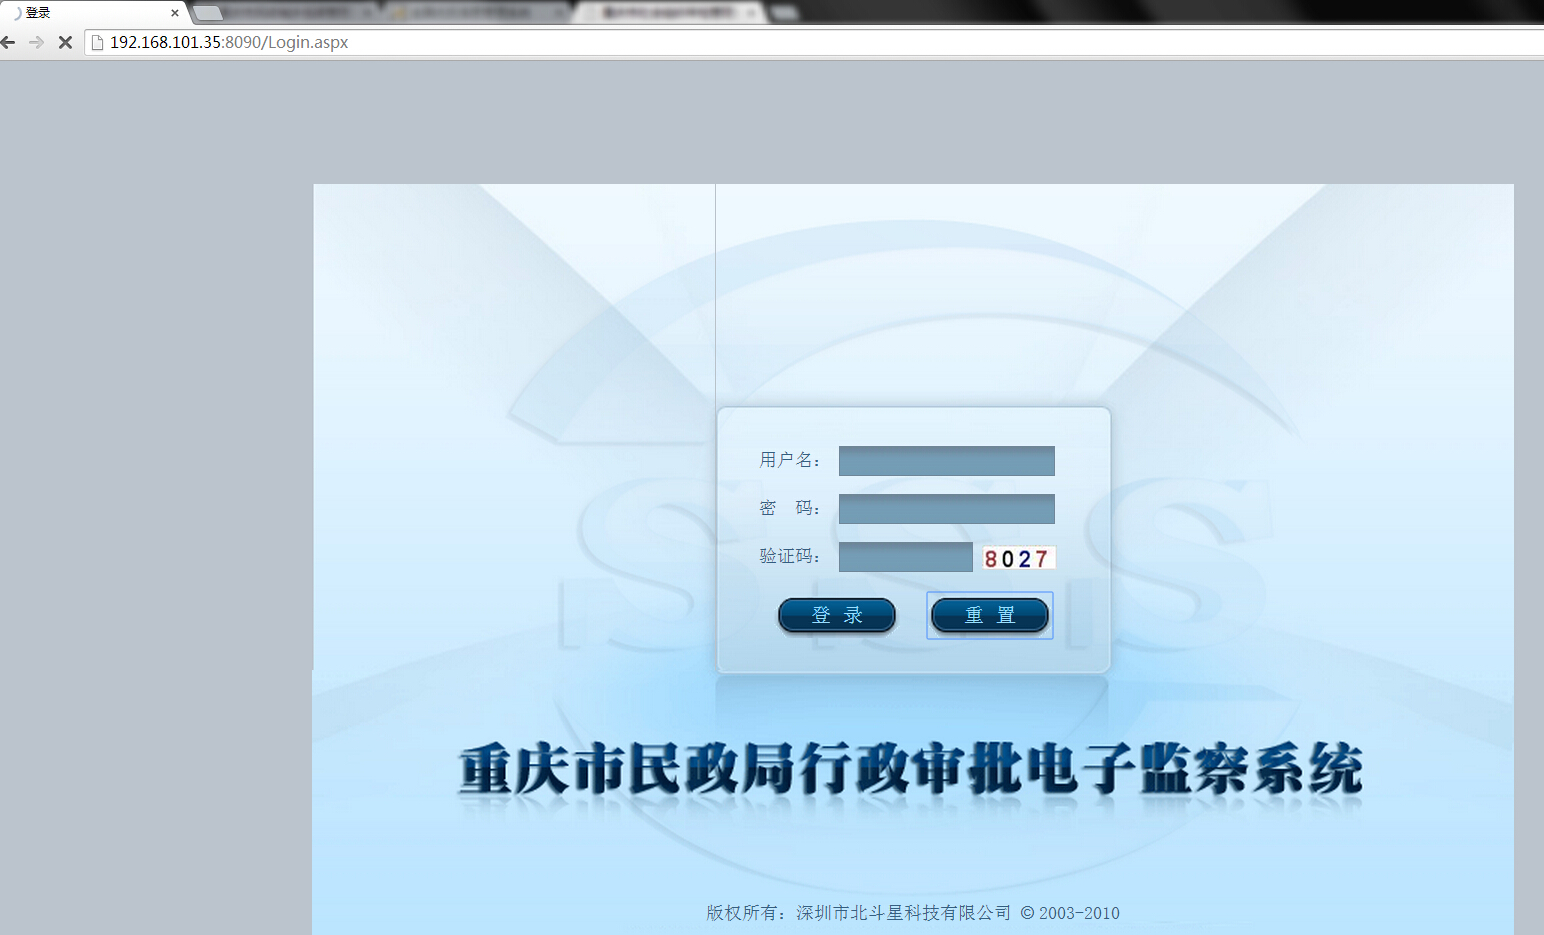 登录
192.168.101.35:8090/Login.aspx
用户名：
密 码：
验证码：
8027
登 录
重 置
重庆市民政局行政审批电子监察系统
版权所有：深圳市北斗星科技有限公司 © 2003-2010